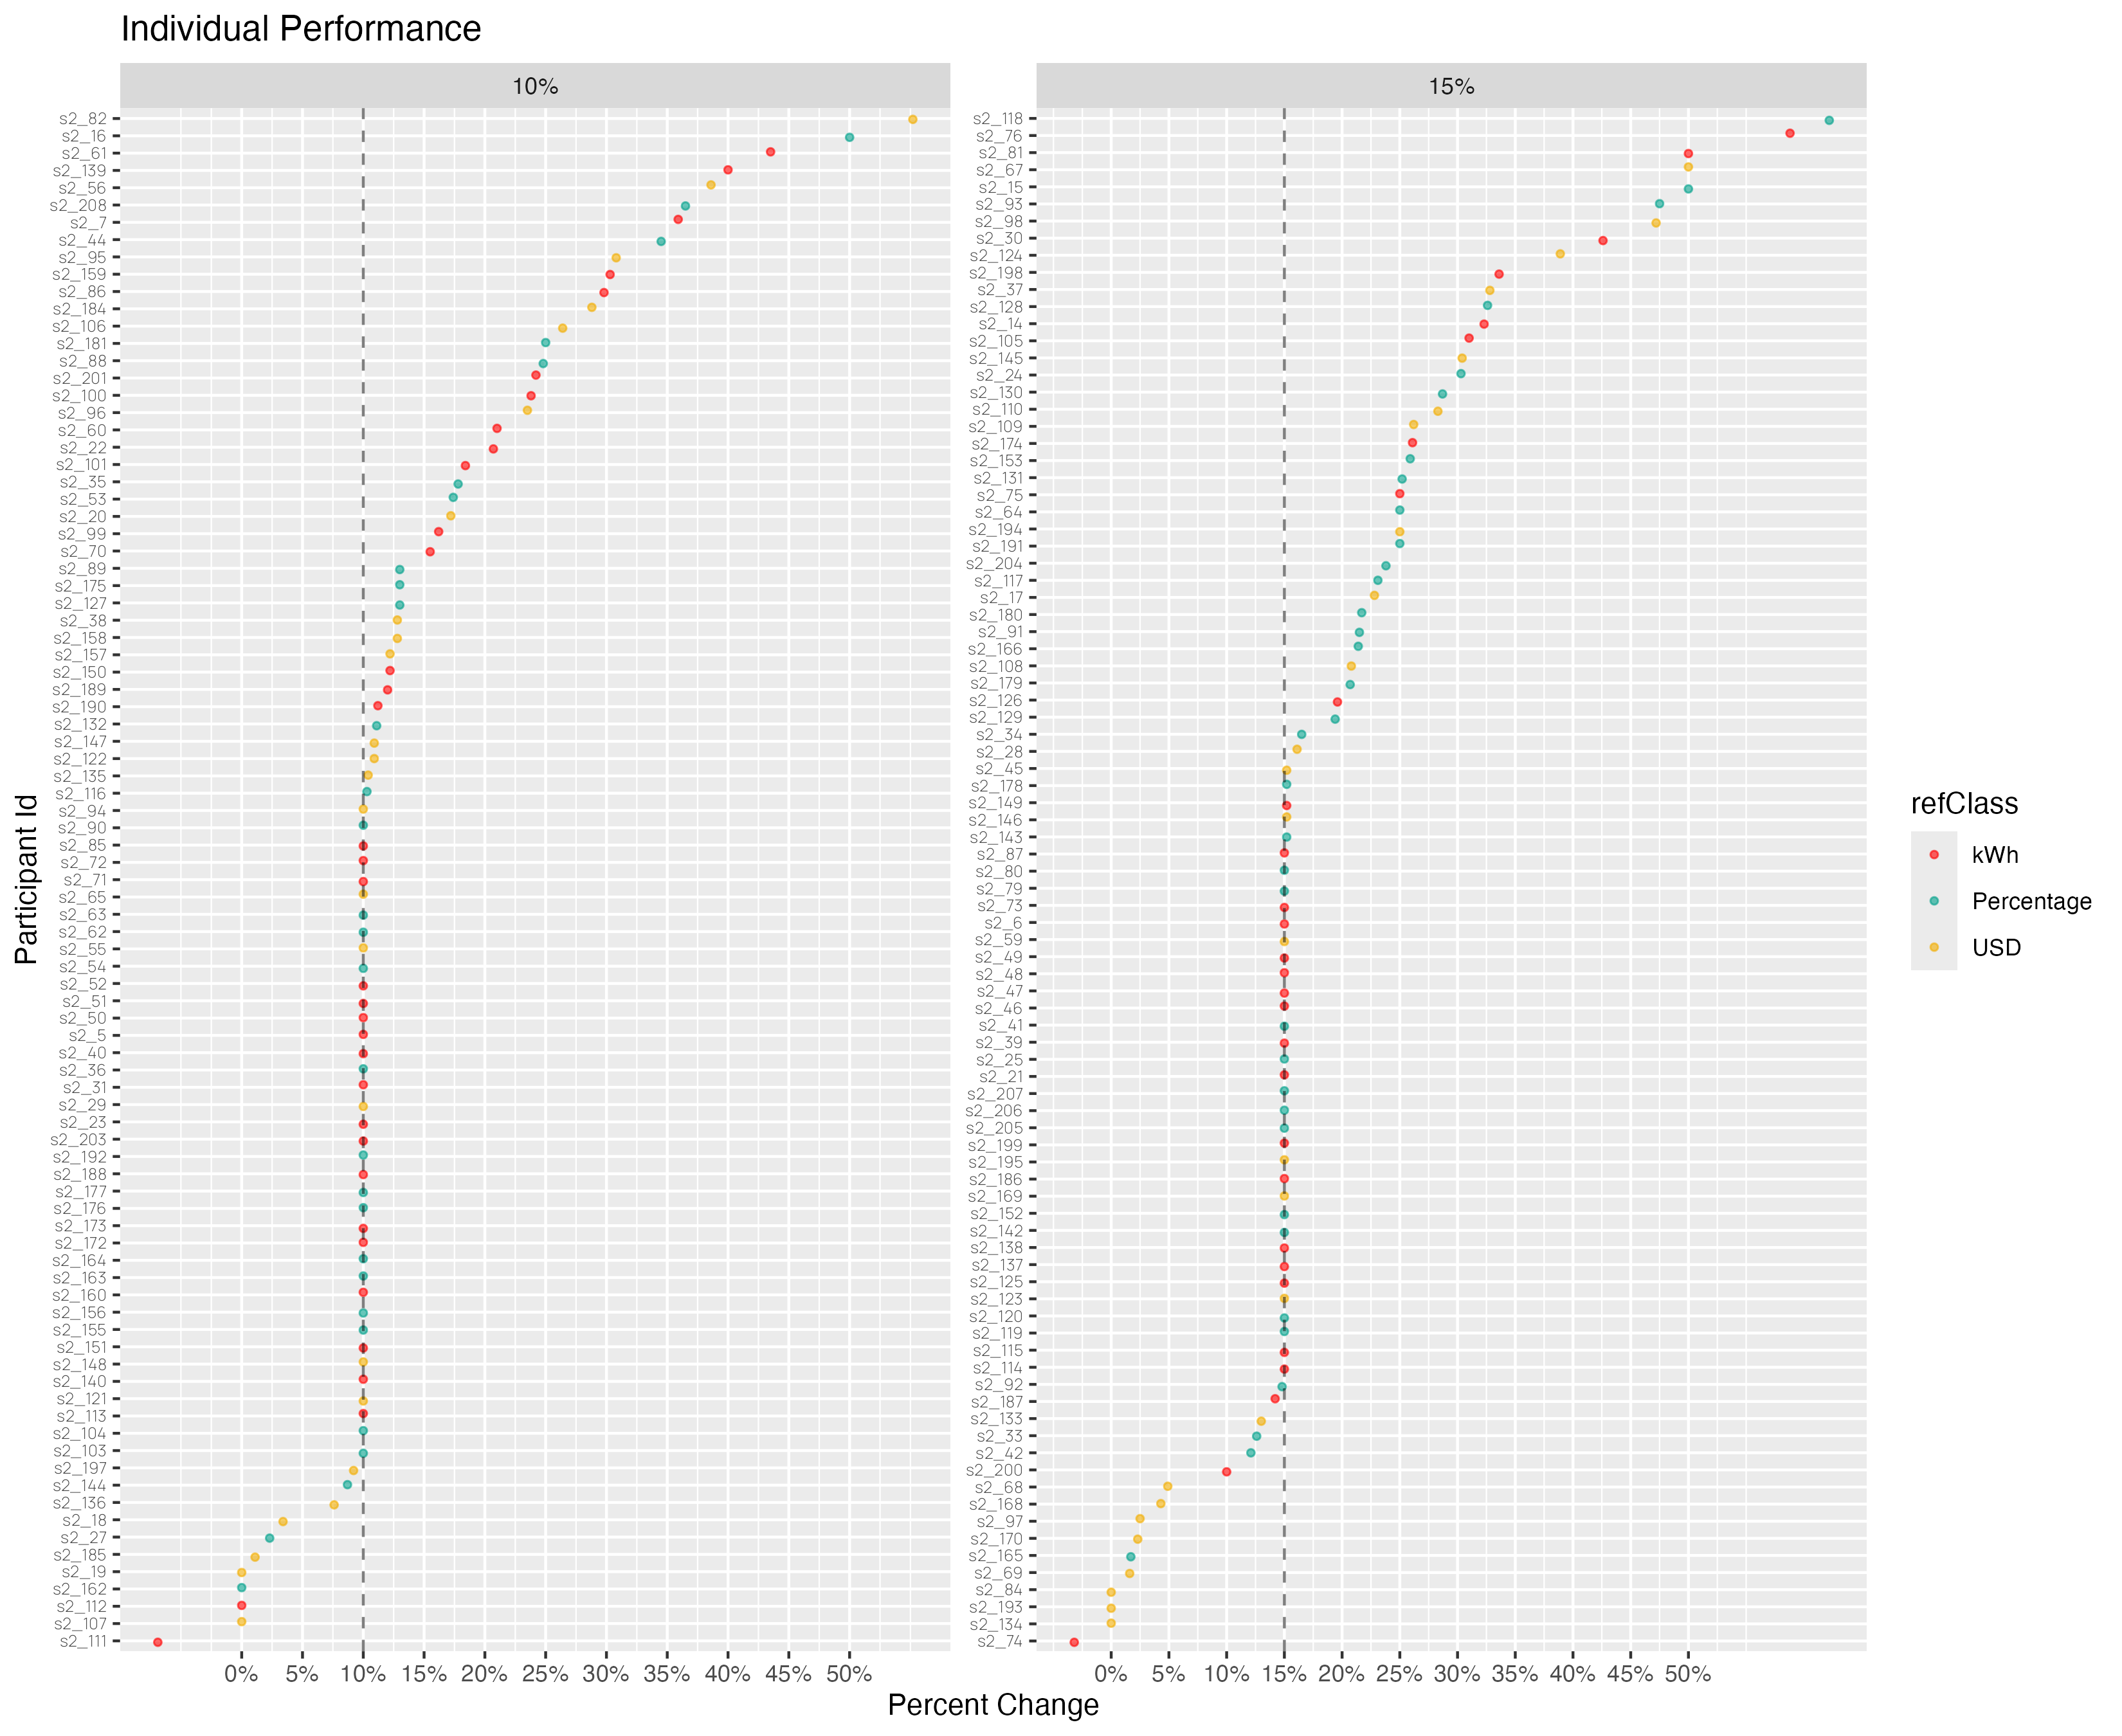 Individual Performance
10%
s2_82
s2_16
s2_61
s2_139
s2_56
s2_208
s2_7
s2_44
s2_95
s2_159
s2_86
s2_184
s2_106
s2_181
s2_88
s2_201
s2_100
s2_96
s2_60
s2_22
s2_101
s2_35
s2_53
s2_20
s2_99
s2_70
s2_89
s2_175
s2_127
s2_38
s2_158
s2_157
s2_150
s2_189
s2_190
s2_132
s2_147
s2_122
s2_135
s2_116
s2_94
s2_90
s2_85
s2_72
s2_71
s2_65
s2_63
s2_62
s2_55
s2_54
s2_52
s2_51
s2_50
s2_5
s2_40
s2_36
s2_31
s2_29
s2_23
s2_203
s2_192
s2_188
s2_177
s2_176
s2_173
s2_172
s2_164
s2_163
s2_160
s2_156
s2_155
s2_151
s2_148
s2_140
s2_121
s2_113
s2_104
s2_103
s2_197
s2_144
s2_136
s2_18
s2_27
s2_185
s2_19
s2_162
s2_112
s2_107
s2_111
0% 5% 10% 15% 20% 25% 30% 35% 40% 45% 50%
15%
s2_118
s2_76
s2_81
s2_67
s2_15
s2_93
s2_98
s2_30
s2_124
s2_198
s2_37
s2_128
s2_14
s2_105
s2_145
s2_24
s2_130
s2_110
s2_109
s2_174
s2_153
s2_131
s2_75
s2_64
s2_194
s2_191
s2_204
s2_117
s2_17
s2_180
s2_91
s2_166
s2_108
s2_179
s2_126
s2_129
s2_34
s2_28
s2_45
s2_178
s2_149
s2_146
s2_143
s2_87
s2_80
s2_79
s2_73
s2_6
s2_59
s2_49
s2_48
s2_47
s2_46
s2_41
s2_39
s2_25
s2_21
s2_207
s2_206
s2_205
s2_199
s2_195
s2_186
s2_169
s2_152
s2_142
s2_138
s2_137
s2_125
s2_123
s2_120
s2_119
s2_115
s2_114
s2_92
s2_187
s2_133
s2_33
s2_42
s2_200
s2_68
s2_168
s2_97
s2_170
s2_165
s2_69
s2_84
s2_193
s2_134
s2_74
0% 5% 10% 15% 20% 25% 30% 35% 40% 45% 50%
Participant Id
Percent Change
refClass
kWh
Percentage
USD